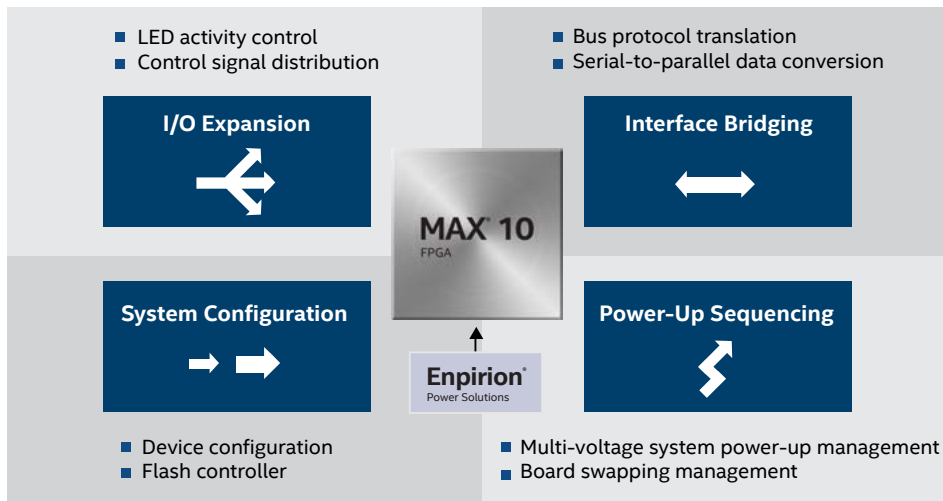 LED activity control
Control signal distribution
I/O Expansion
Bus protocol translation
Serial-to-parallel data conversion
Interface Bridging
MAX® 10
FPGA
System Configuration
Device configuration
Flash controller
Enpirion®
Power Solutions
Power-Up Sequencing
Multi-voltage system power-up management
Board swapping management